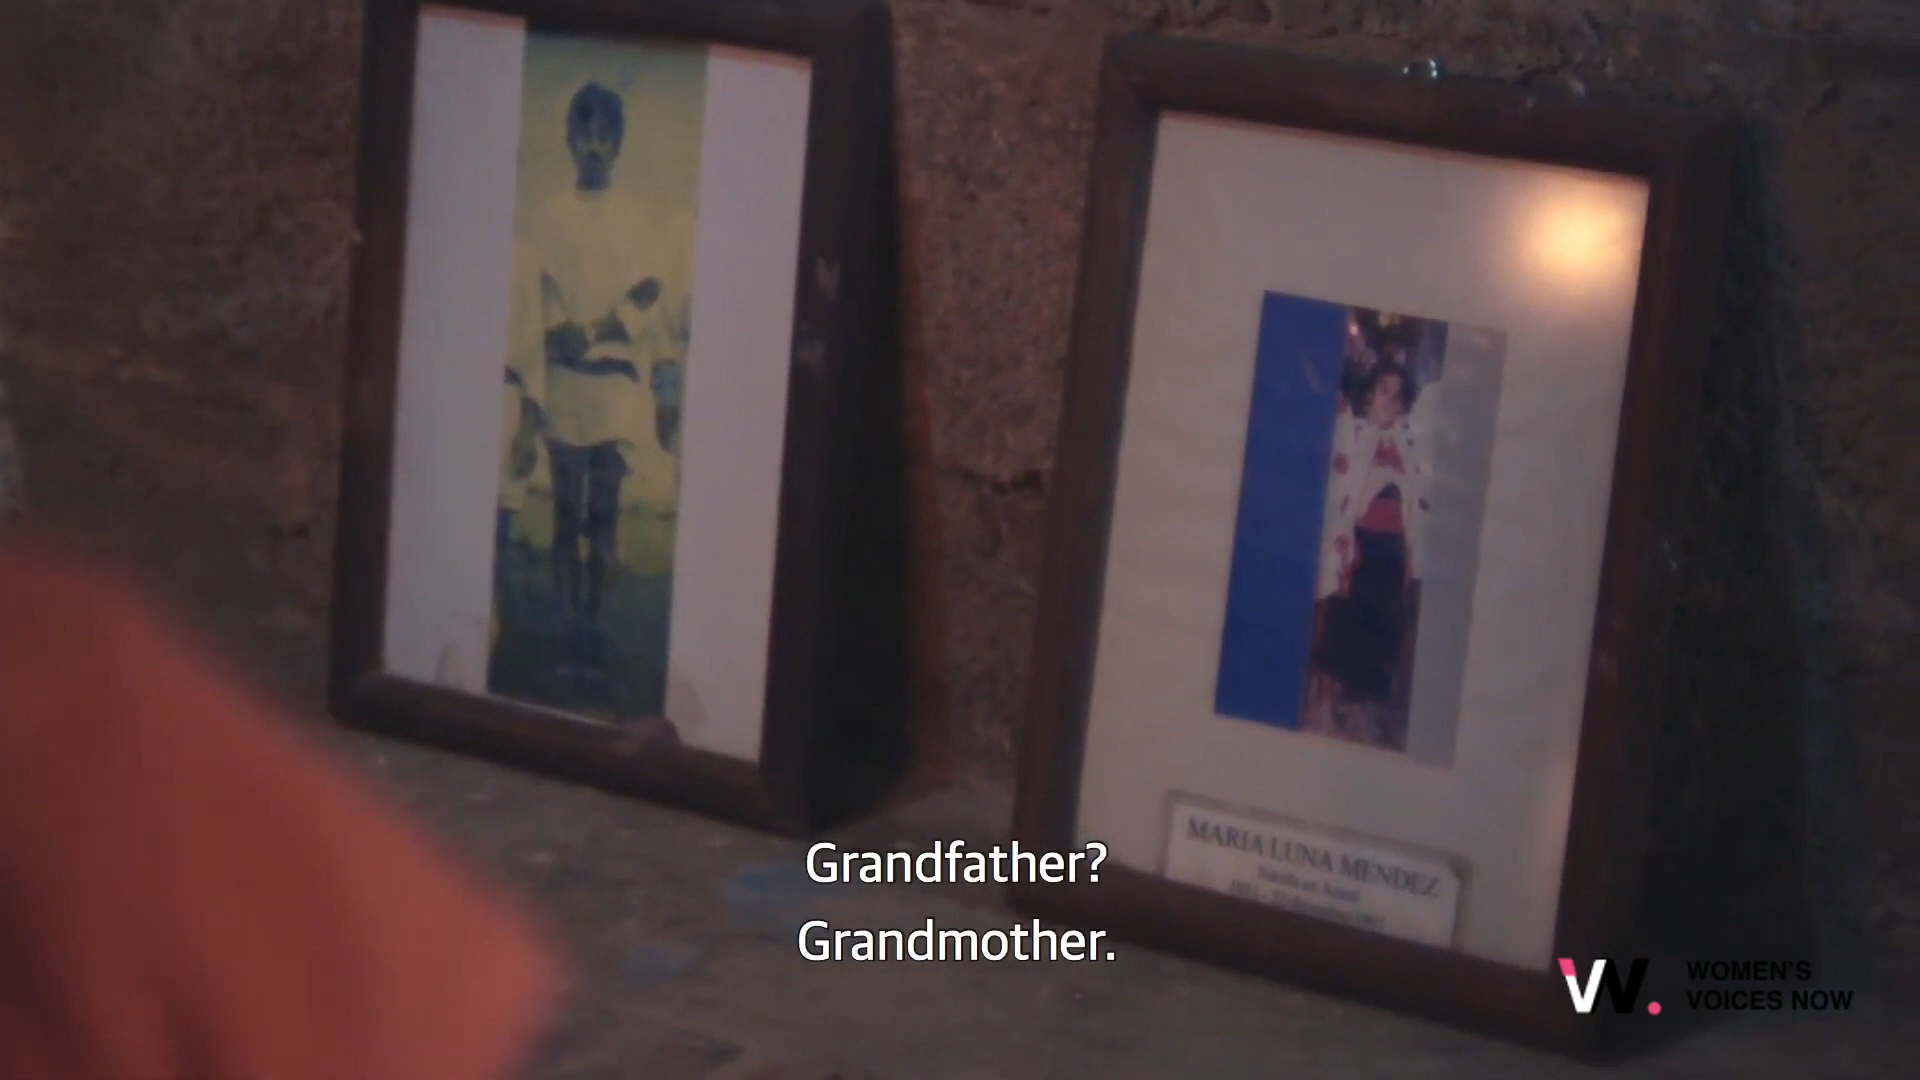 MARIA LUNA MENDEZ
Grandfather?
Grandmother.
WOMEN'S
VOICES NOW